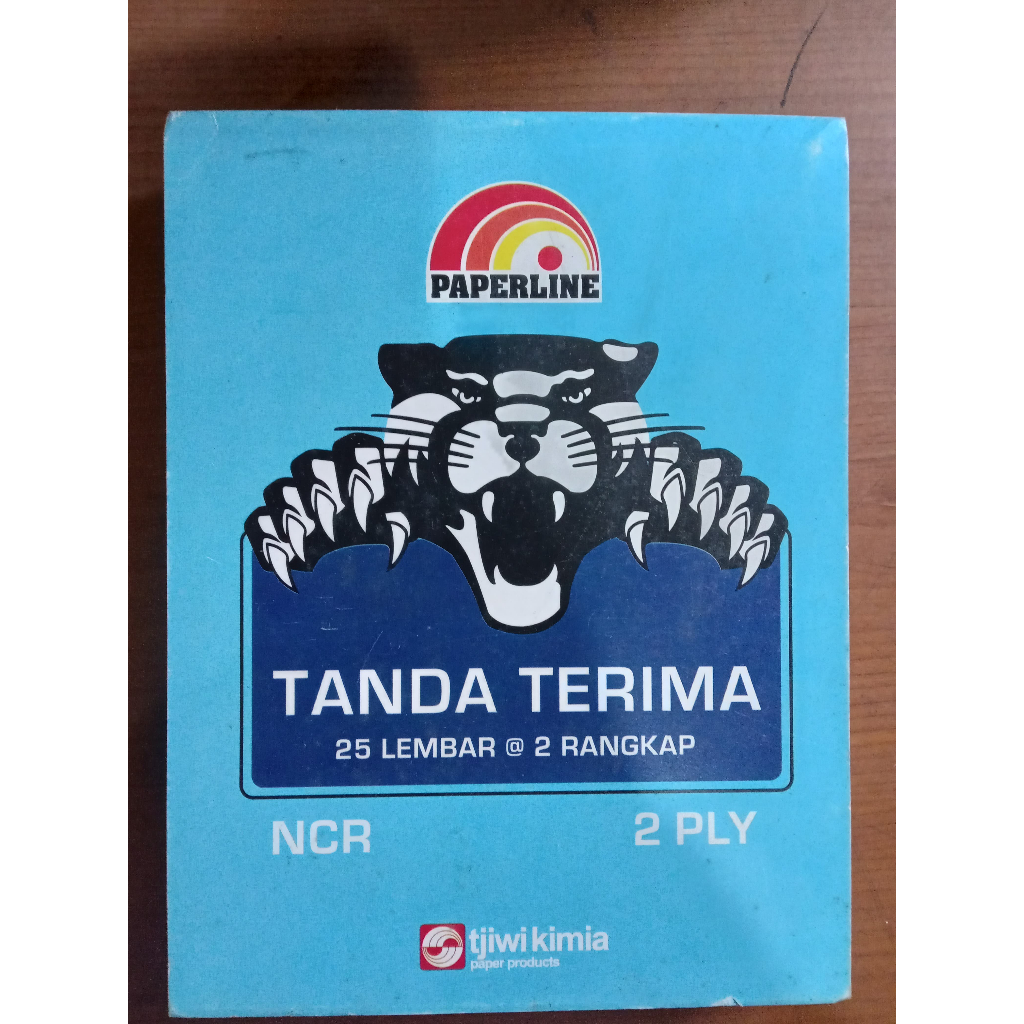 PAPERLINE
TANDA TERIMA
25 LEMBAR @ 2 RANGKAP
NCR
2 PLY
tjiwi kimia
paper products